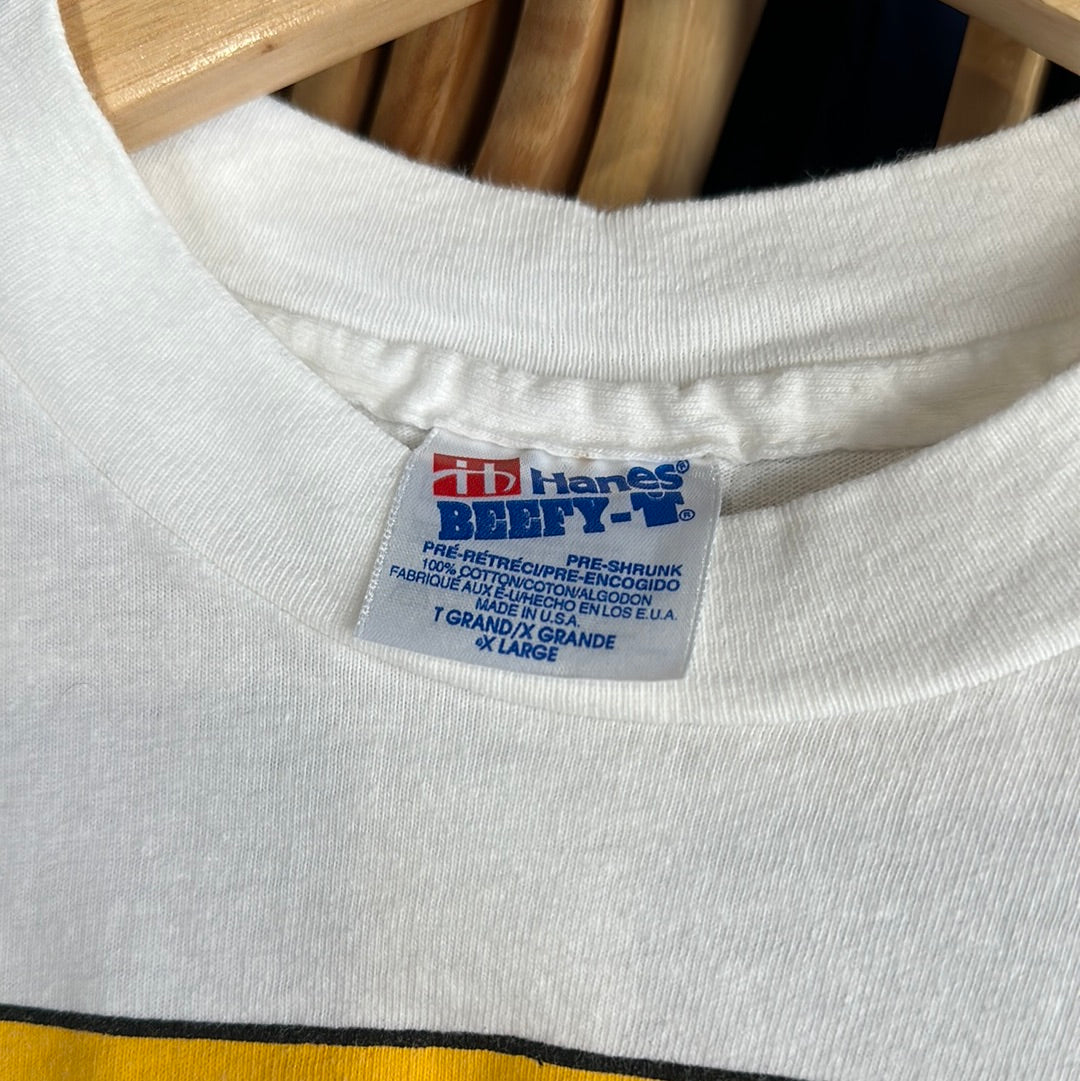 Hanes®
BEEFY-T®
PRÉ-RÉTRÉCI/PRE-ENCOGIDO PRE-SHRUNK
100% COTTON/COTON/ALGODON
FABRIQUÉ AUX É-U/HECHO EN LOS E.U.A.
MADE IN U.S.A.
T GRAND/X GRANDE
X LARGE